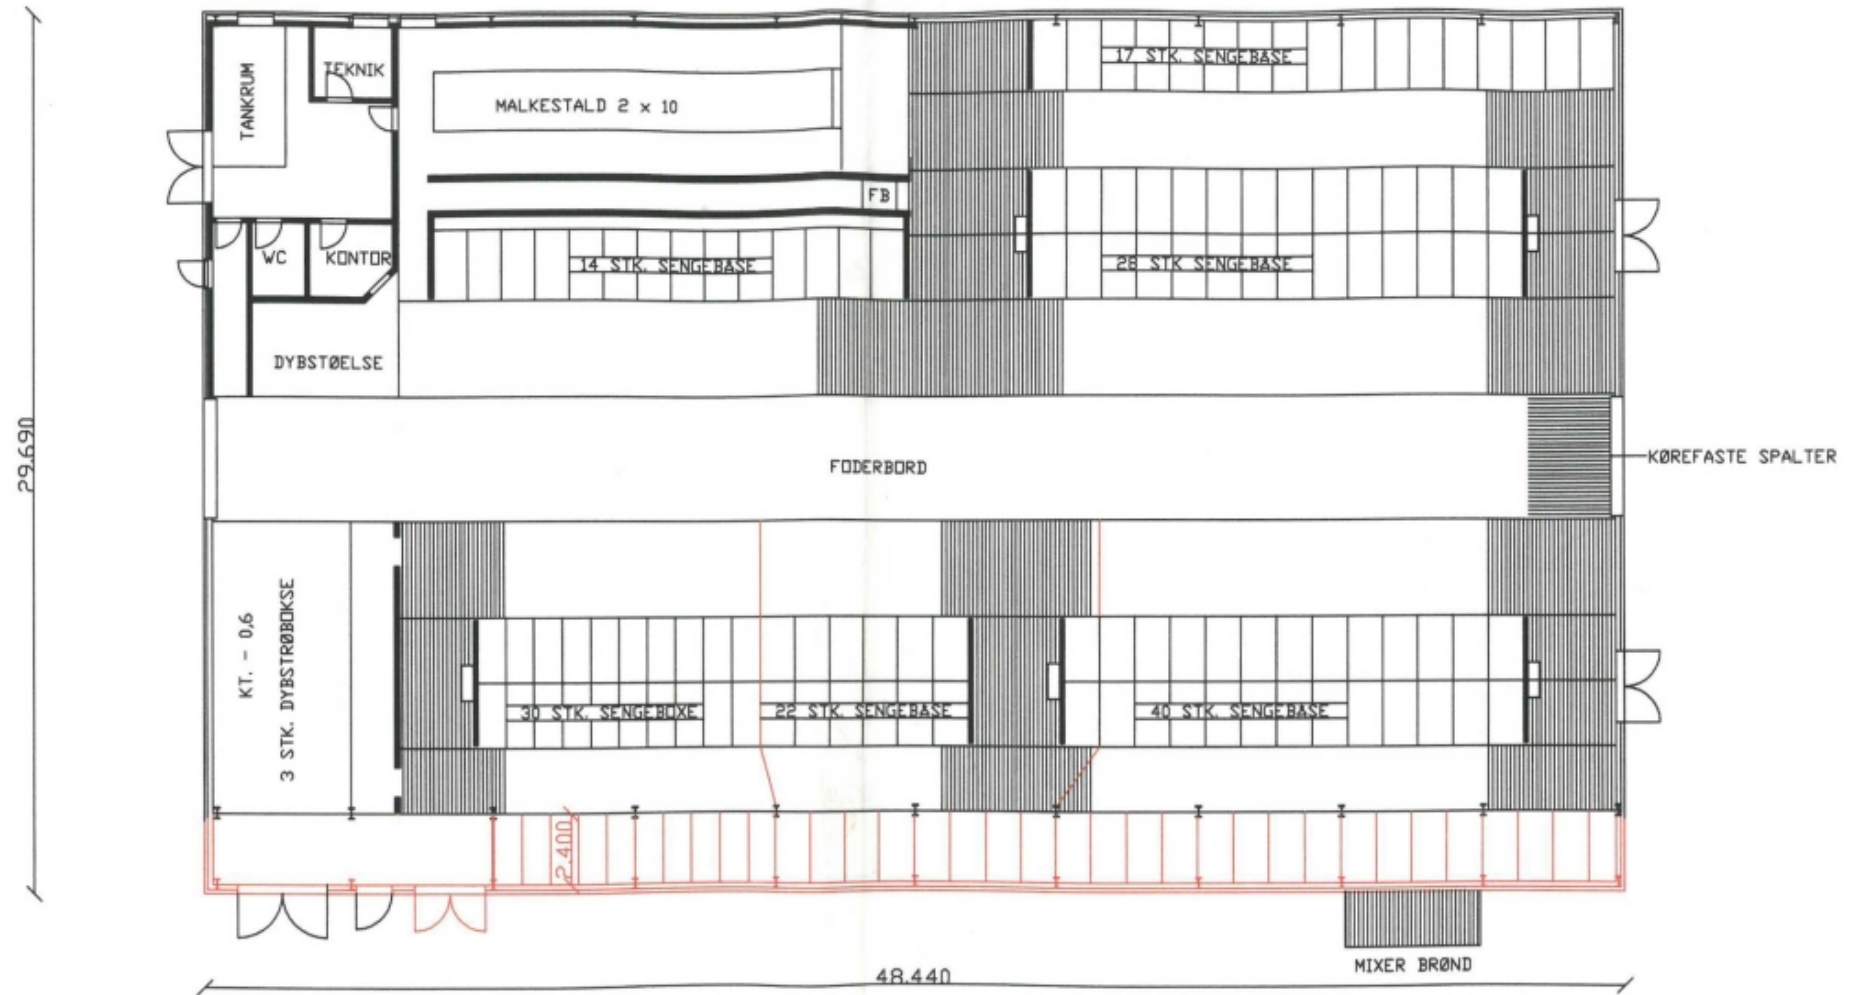 TANKRUM
TEKNIK
MALKESTALD 2 x 10
17 STK. SENGEBASE
FB
WC
KONTOR
14 STK. SENGEBASE
28 STK SENGEBASE
DYBSTØELSE
29.690
FODERBORD
KØREFASTE SPALTER
KT. - 0,6
3 STK. DYBSTRØBOKSE
30 STK. SENGEBOXE
22 STK. SENGEBASE
40 STK. SENGEBASE
2.400
MIXER BRØND
48.440